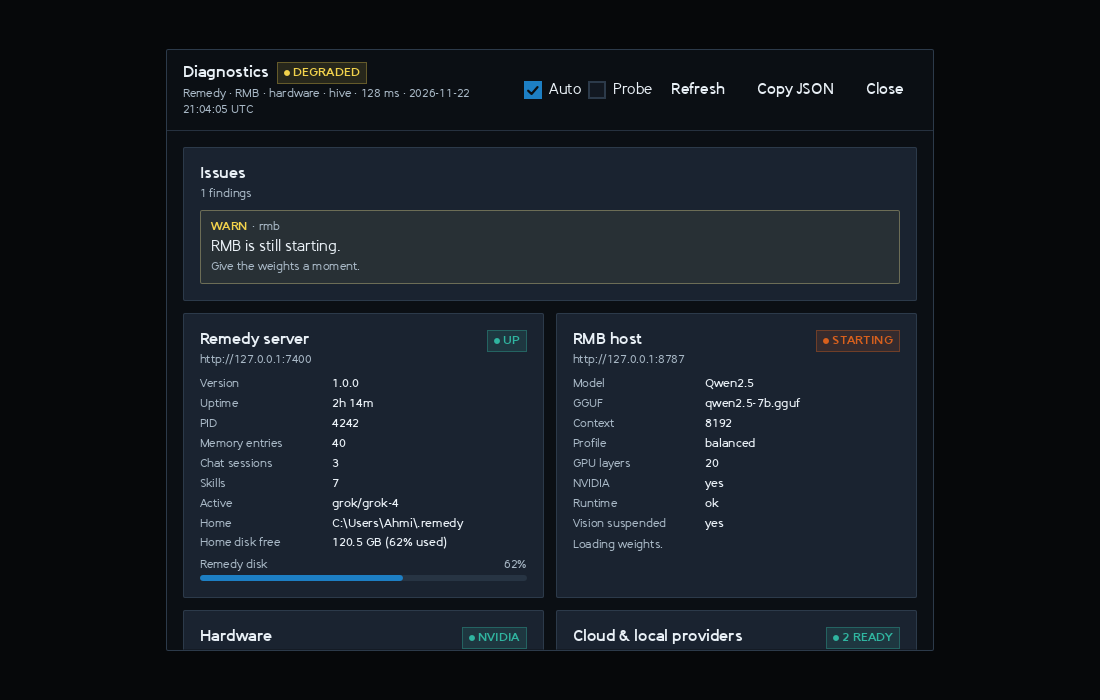 Diagnostics
DEGRADED
Remedy · RMB · hardware · hive · 128 ms · 2026-11-22
21:04:05 UTC
Auto
Probe
Refresh
Copy JSON
Close
Issues
1 findings
WARN · rmb
RMB is still starting.
Give the weights a moment.
Remedy server
UP
http://127.0.0.1:7400
Version 1.0.0
Uptime 2h 14m
PID 4242
Memory entries 40
Chat sessions 3
Skills 7
Active grok/grok-4
Home C:\Users\Ahmi\.remedy
Home disk free 120.5 GB (62% used)
Remedy disk 62%
RMB host
STARTING
http://127.0.0.1:8787
Model Qwen2.5
GGUF qwen2.5-7b.gguf
Context 8192
Profile balanced
GPU layers 20
NVIDIA yes
Runtime ok
Vision suspended yes
Loading weights.
Hardware
NVIDIA
Cloud & local providers
2 READY